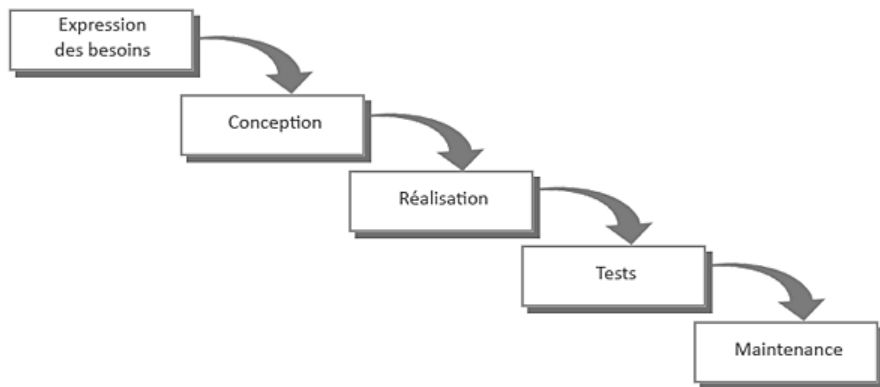 Expression
des besoins
Conception
Réalisation
Tests
Maintenance